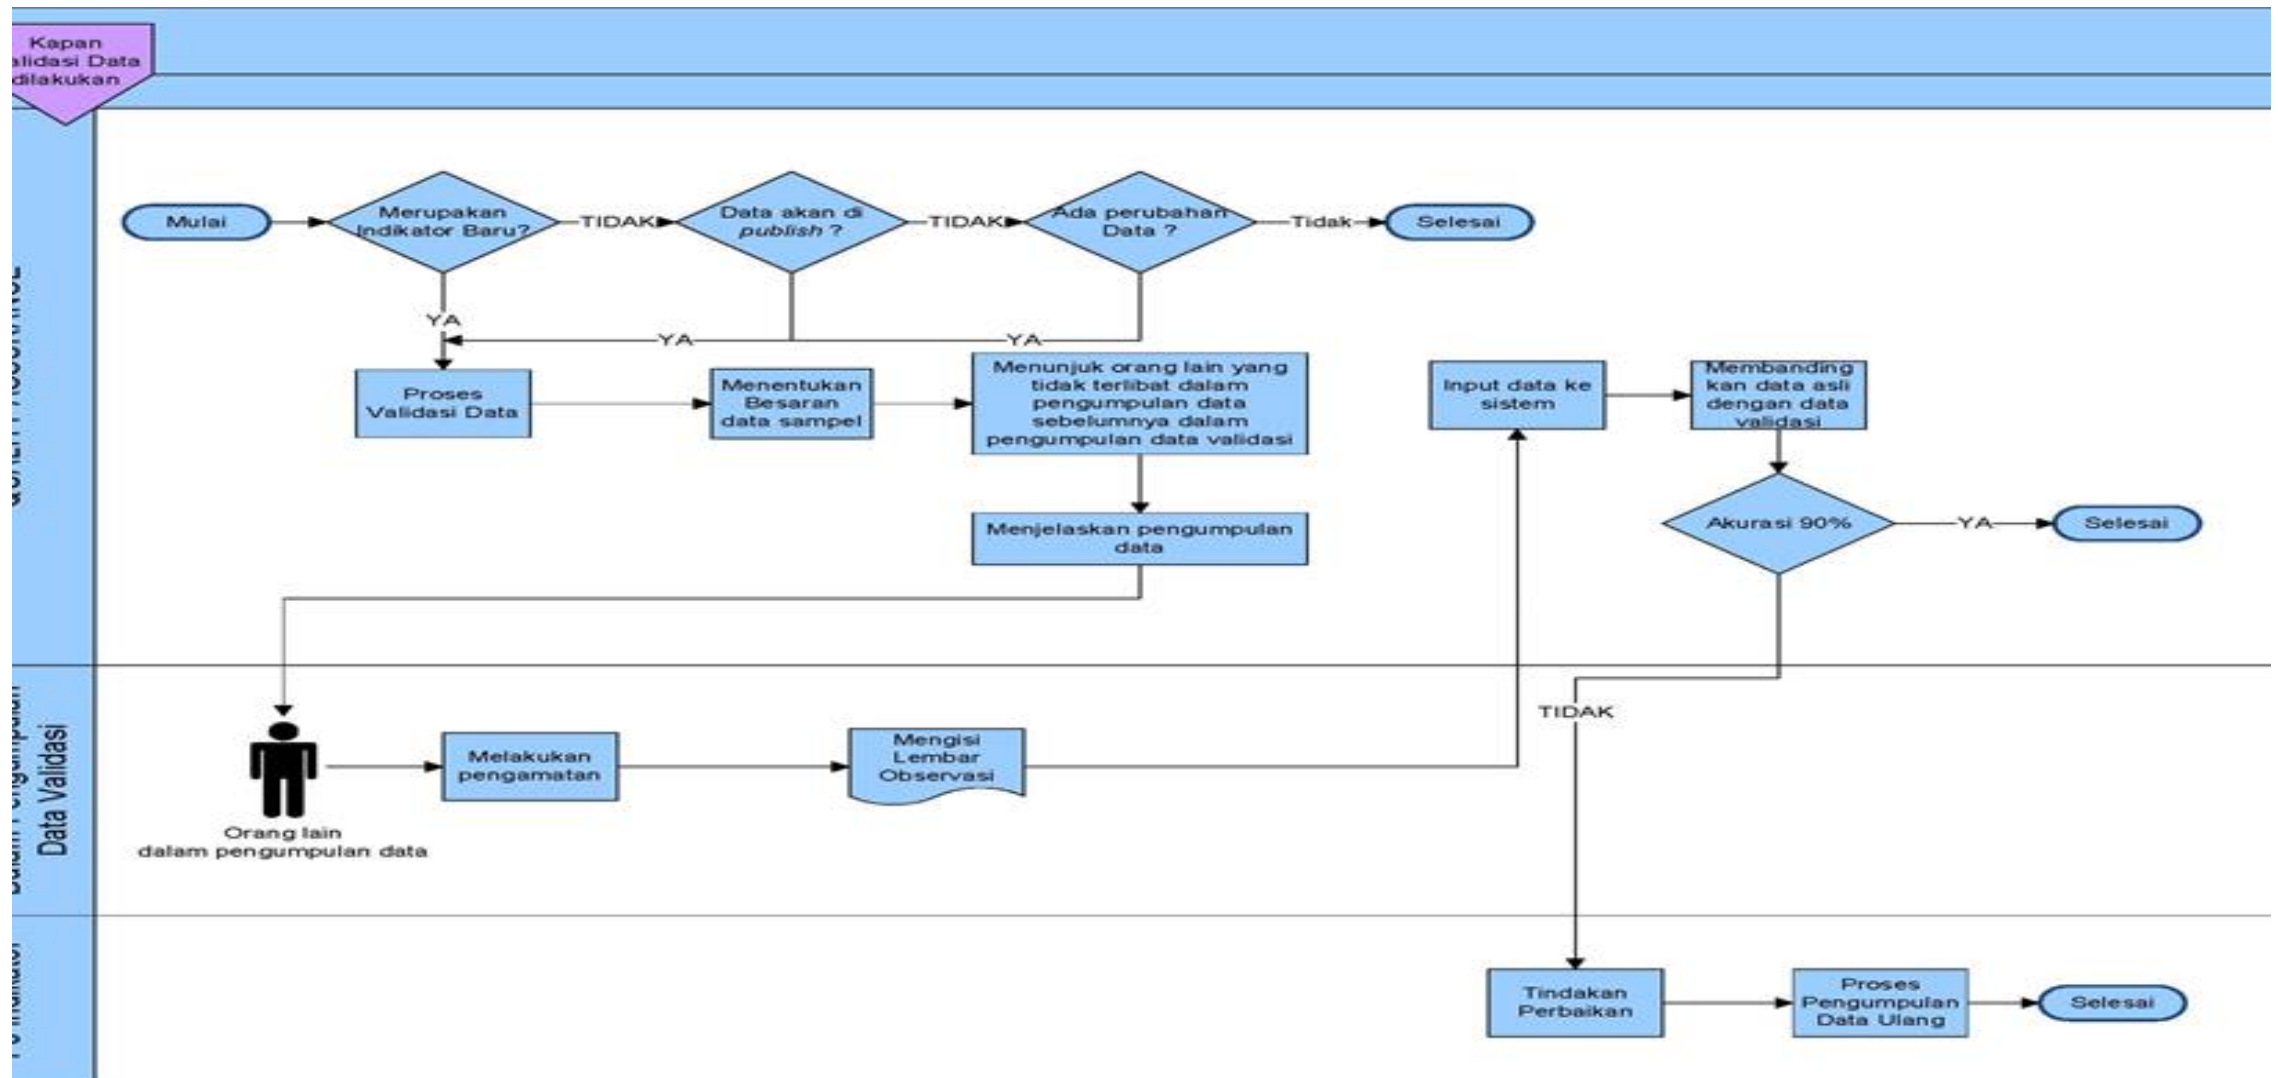 Kapan
alidasi Data
dilakukan
Mulai
Merupakan
Indikator Baru?
TIDAK
Data akan di
publish ?
TIDAK
Ada perubahan
Data ?
Tidak
Selesai
YA
YA
YA
Proses
Validasi Data
Menentukan
Besaran
data sampel
Menunjuk orang lain yang
tidak terlibat dalam
pengumpulan data
sebelumnya dalam
pengumpulan data validasi
Menjelaskan pengumpulan
data
Input data ke
sistem
Membanding
kan data asli
dengan data
validasi
Akurasi 90%
YA
Selesai
TIDAK
Data Validasi
Orang lain
dalam pengumpulan data
Melakukan
pengamatan
Mengisi
Lembar
Observasi
Tindakan
Perbaikan
Proses
Pengumpulan
Data Ulang
Selesai